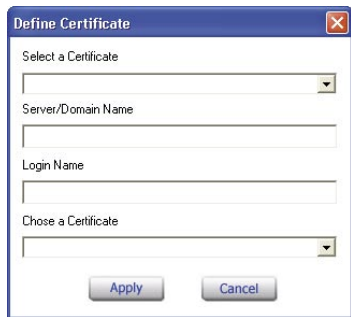 Define Certificate
Select a Certificate
Server/Domain Name
Login Name
Chose a Certificate
Apply Cancel